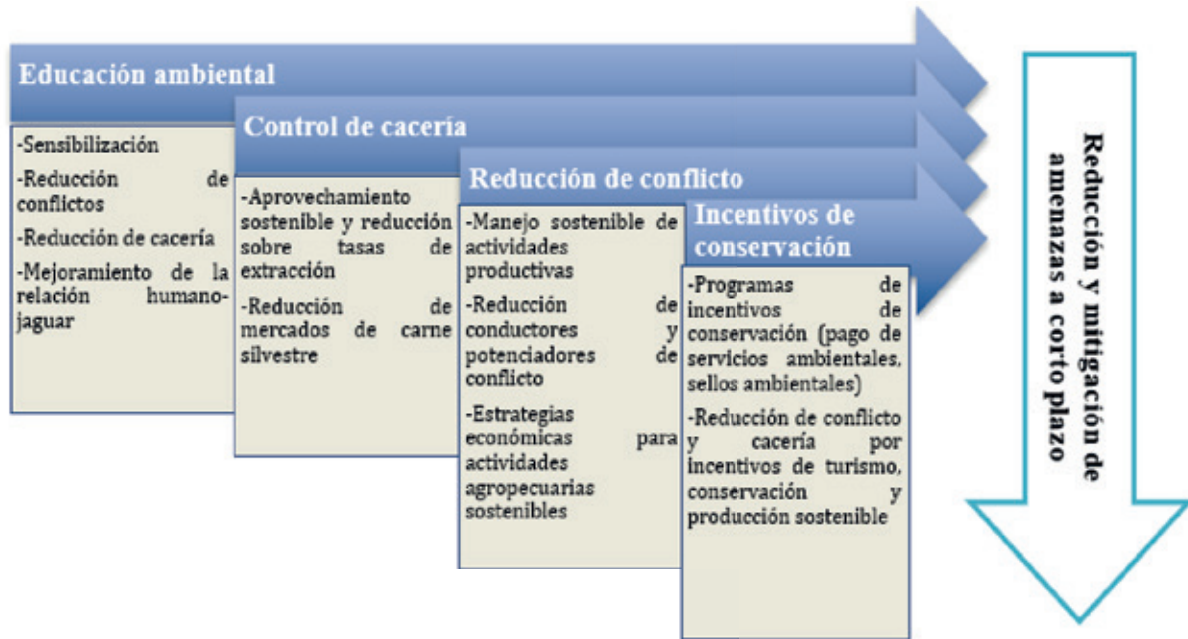 Educación ambiental
-Sensibilización
-Reducción de
conflictos
-Reducción de cacería
-Mejoramiento de la
relación humano-
jaguar
Control de cacería
-Aprovechamiento
sostenible y reducción
sobre tasas de
extracción
-Reducción de
mercados de carne
silvestre
Reducción de conflicto
-Manejo sostenible de
actividades
productivas
-Reducción de
conductores y
potenciadores de
conflicto
-Estrategias
económicas para
actividades
agropecuarias
sostenibles
Incentivos de
conservación
-Programas de
incentivos de
conservación (pago de
servicios ambientales,
sellos ambientales)
-Reducción de conflicto
y cacería por
incentivos de turismo,
conservación y
producción sostenible
Reducción y mitigación de
amenazas a corto plazo